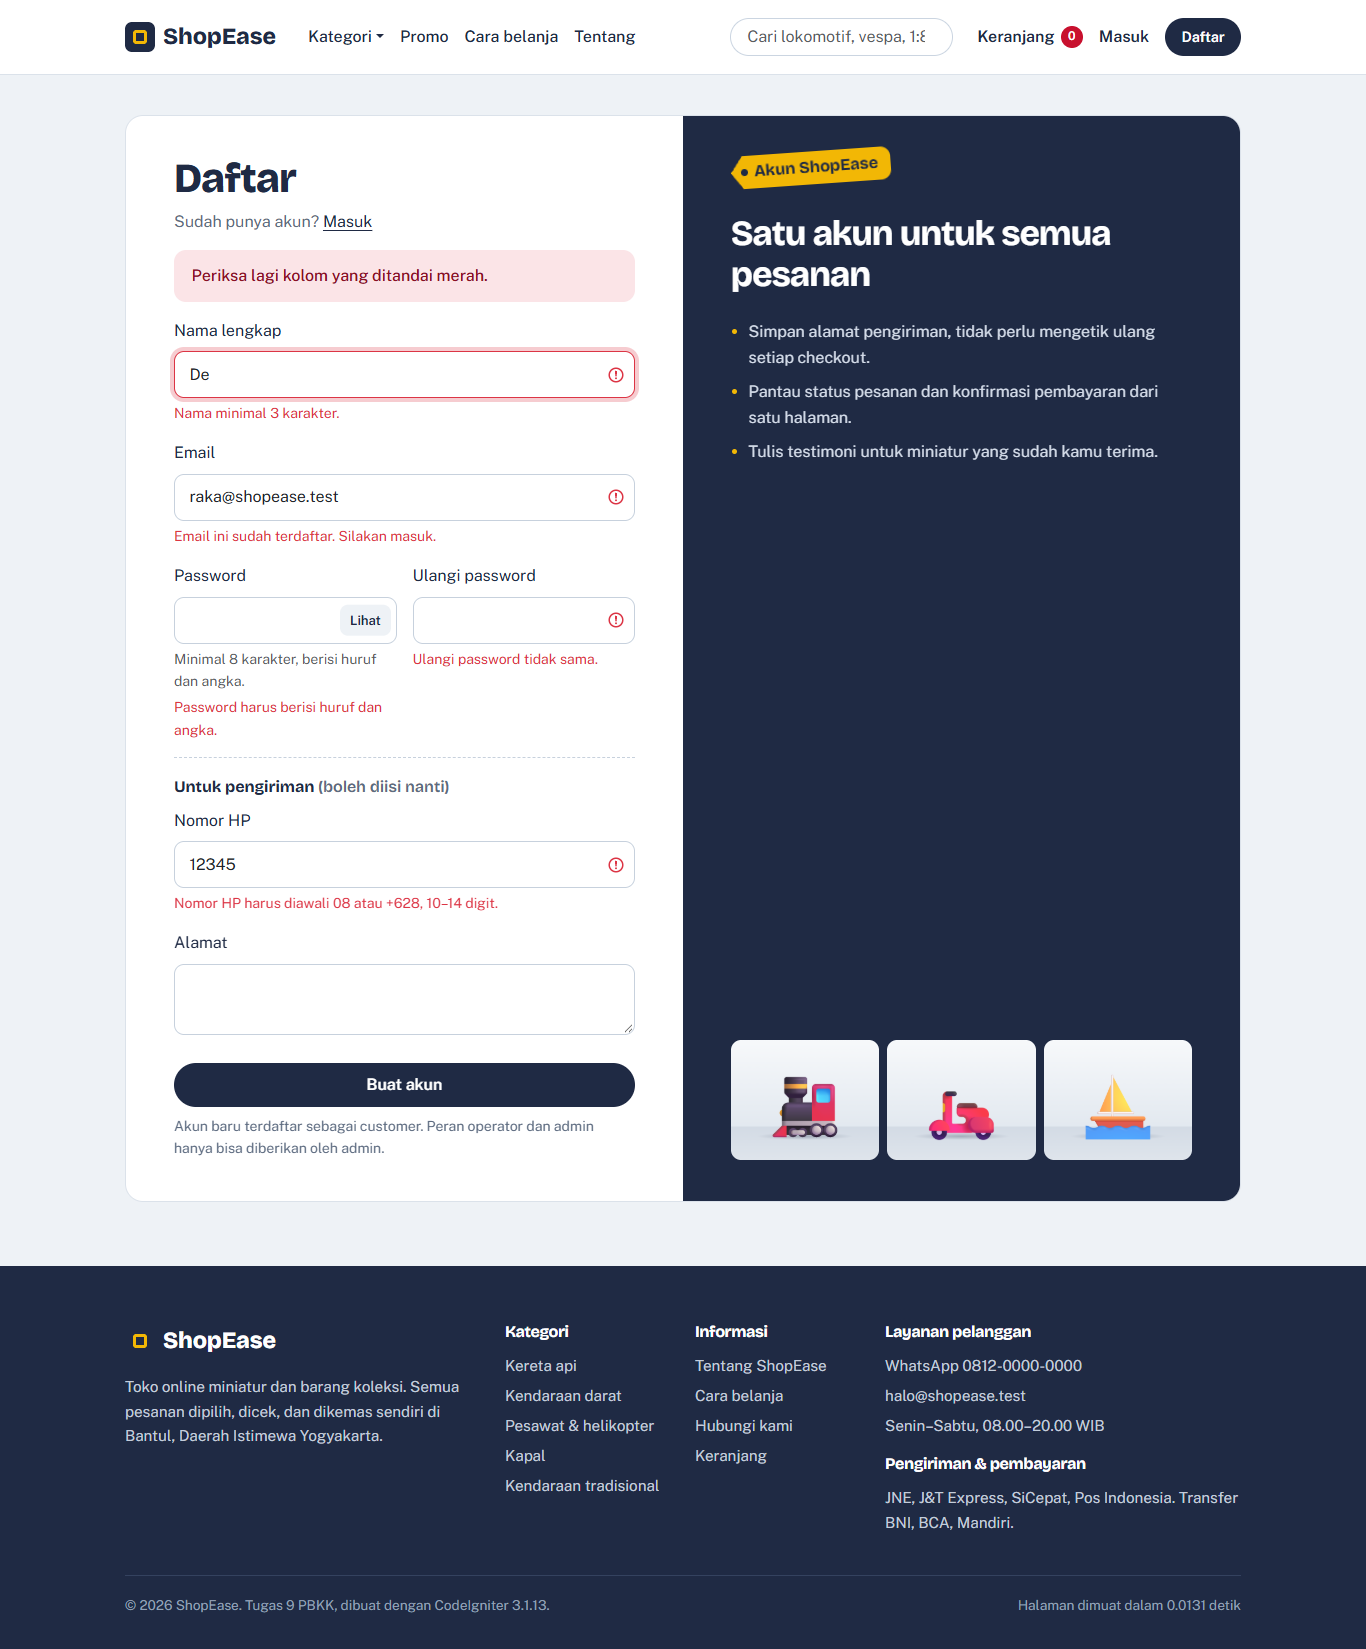 ShopEase
Kategori
Promo
Cara belanja
Tentang
Cari lokomotif, vespa, 1:8
Keranjang 0
Masuk
Daftar
Daftar
Sudah punya akun? Masuk
Periksa lagi kolom yang ditandai merah.
Nama lengkap
De
Nama minimal 3 karakter.
Email
raka@shopease.test
Email ini sudah terdaftar. Silakan masuk.
Password
Lihat
Minimal 8 karakter, berisi huruf
dan angka.
Password harus berisi huruf dan
angka.
Ulangi password
Ulangi password tidak sama.
Untuk pengiriman (boleh diisi nanti)
Nomor HP
12345
Nomor HP harus diawali 08 atau +628, 10–14 digit.
Alamat
Buat akun
Akun baru terdaftar sebagai customer. Peran operator dan admin
hanya bisa diberikan oleh admin.
Akun ShopEase
Satu akun untuk semua
pesanan
Simpan alamat pengiriman, tidak perlu mengetik ulang
setiap checkout.
Pantau status pesanan dan konfirmasi pembayaran dari
satu halaman.
Tulis testimoni untuk miniatur yang sudah kamu terima.
ShopEase
Toko online miniatur dan barang koleksi. Semua
pesanan dipilih, dicek, dan dikemas sendiri di
Bantul, Daerah Istimewa Yogyakarta.
Kategori
Kereta api
Kendaraan darat
Pesawat & helikopter
Kapal
Kendaraan tradisional
Informasi
Tentang ShopEase
Cara belanja
Hubungi kami
Keranjang
Layanan pelanggan
WhatsApp 0812-0000-0000
halo@shopease.test
Senin–Sabtu, 08.00–20.00 WIB
Pengiriman & pembayaran
JNE, J&T Express, SiCepat, Pos Indonesia. Transfer
BNI, BCA, Mandiri.
© 2026 ShopEase. Tugas 9 PBKK, dibuat dengan CodeIgniter 3.1.13.
Halaman dimuat dalam 0.0131 detik